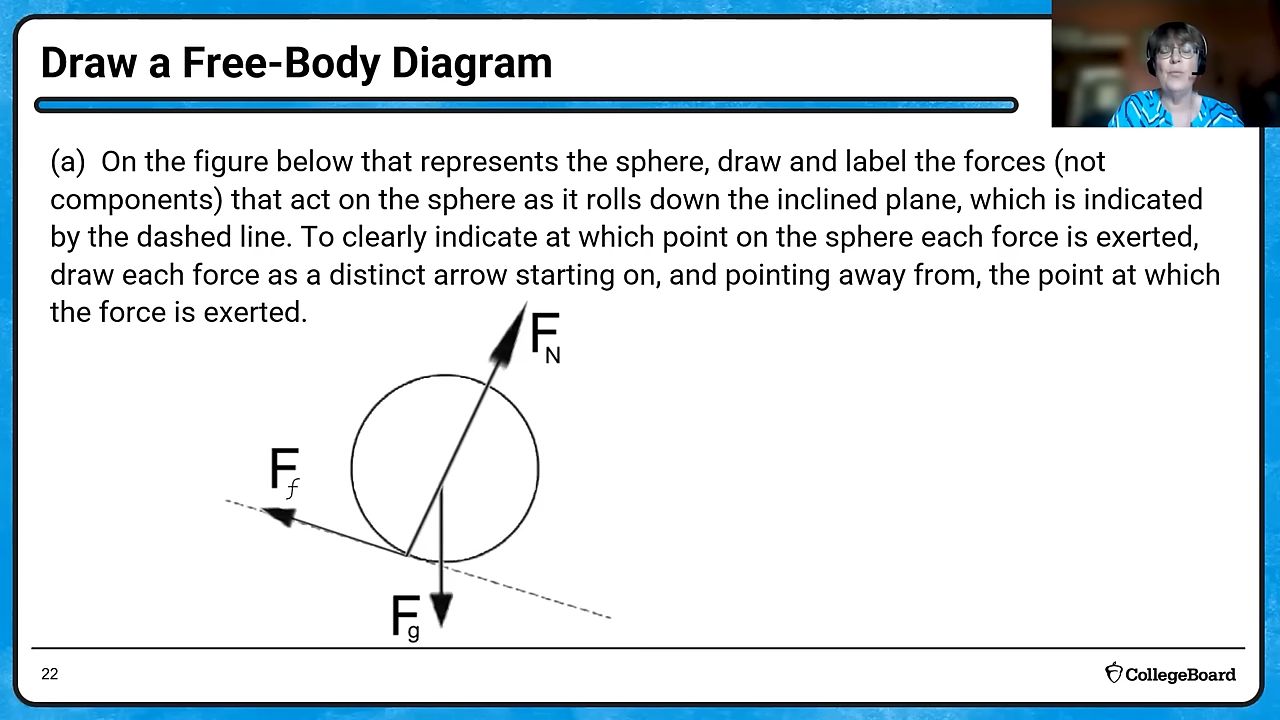 Draw a Free-Body Diagram
(a) On the figure below that represents the sphere, draw and label the forces (not
components) that act on the sphere as it rolls down the inclined plane, which is indicated
by the dashed line. To clearly indicate at which point on the sphere each force is exerted,
draw each force as a distinct arrow starting on, and pointing away from, the point at which
the force is exerted.
FN
Ff
Fg
22
CollegeBoard